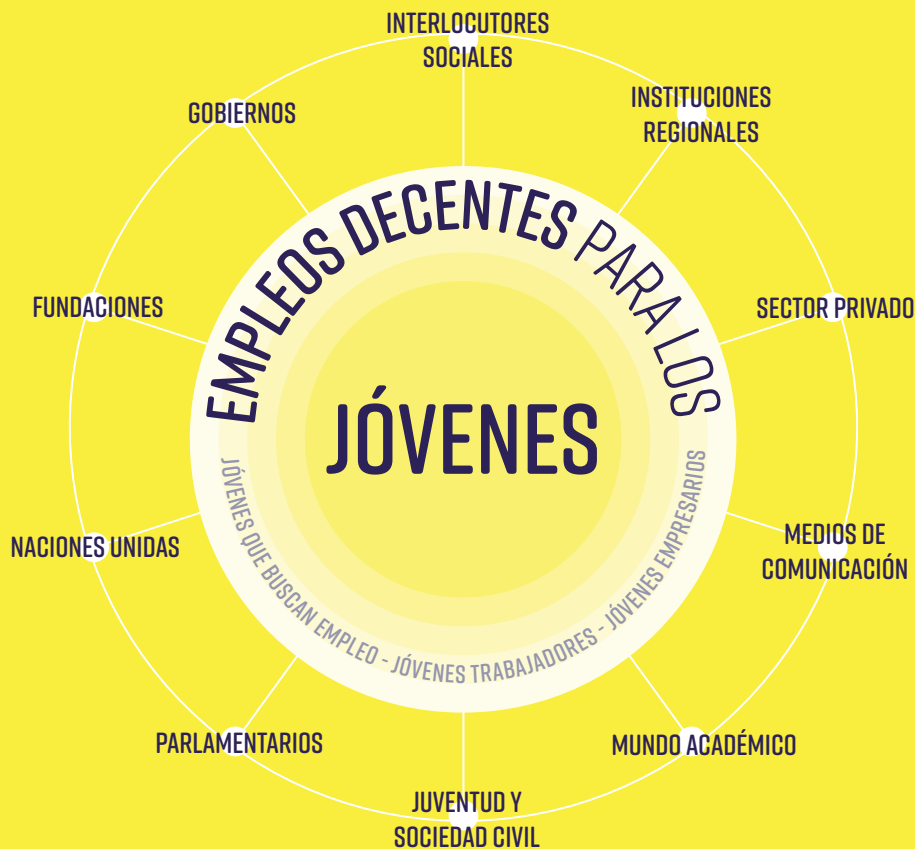 INTERLOCUTORES
SOCIALES
GOBIERNOS
INSTITUCIONES
REGIONALES
FUNDACIONES
SECTOR PRIVADO
EMPLEOS DECENTES PARA LOS
JÓVENES
JÓVENES QUE BUSCAN EMPLEO - JÓVENES TRABAJADORES - JÓVENES EMPRESARIOS
NACIONES UNIDAS
MEDIOS DE
COMUNICACIÓN
PARLAMENTARIOS
MUNDO ACADÉMICO
JUVENTUD Y
SOCIEDAD CIVIL